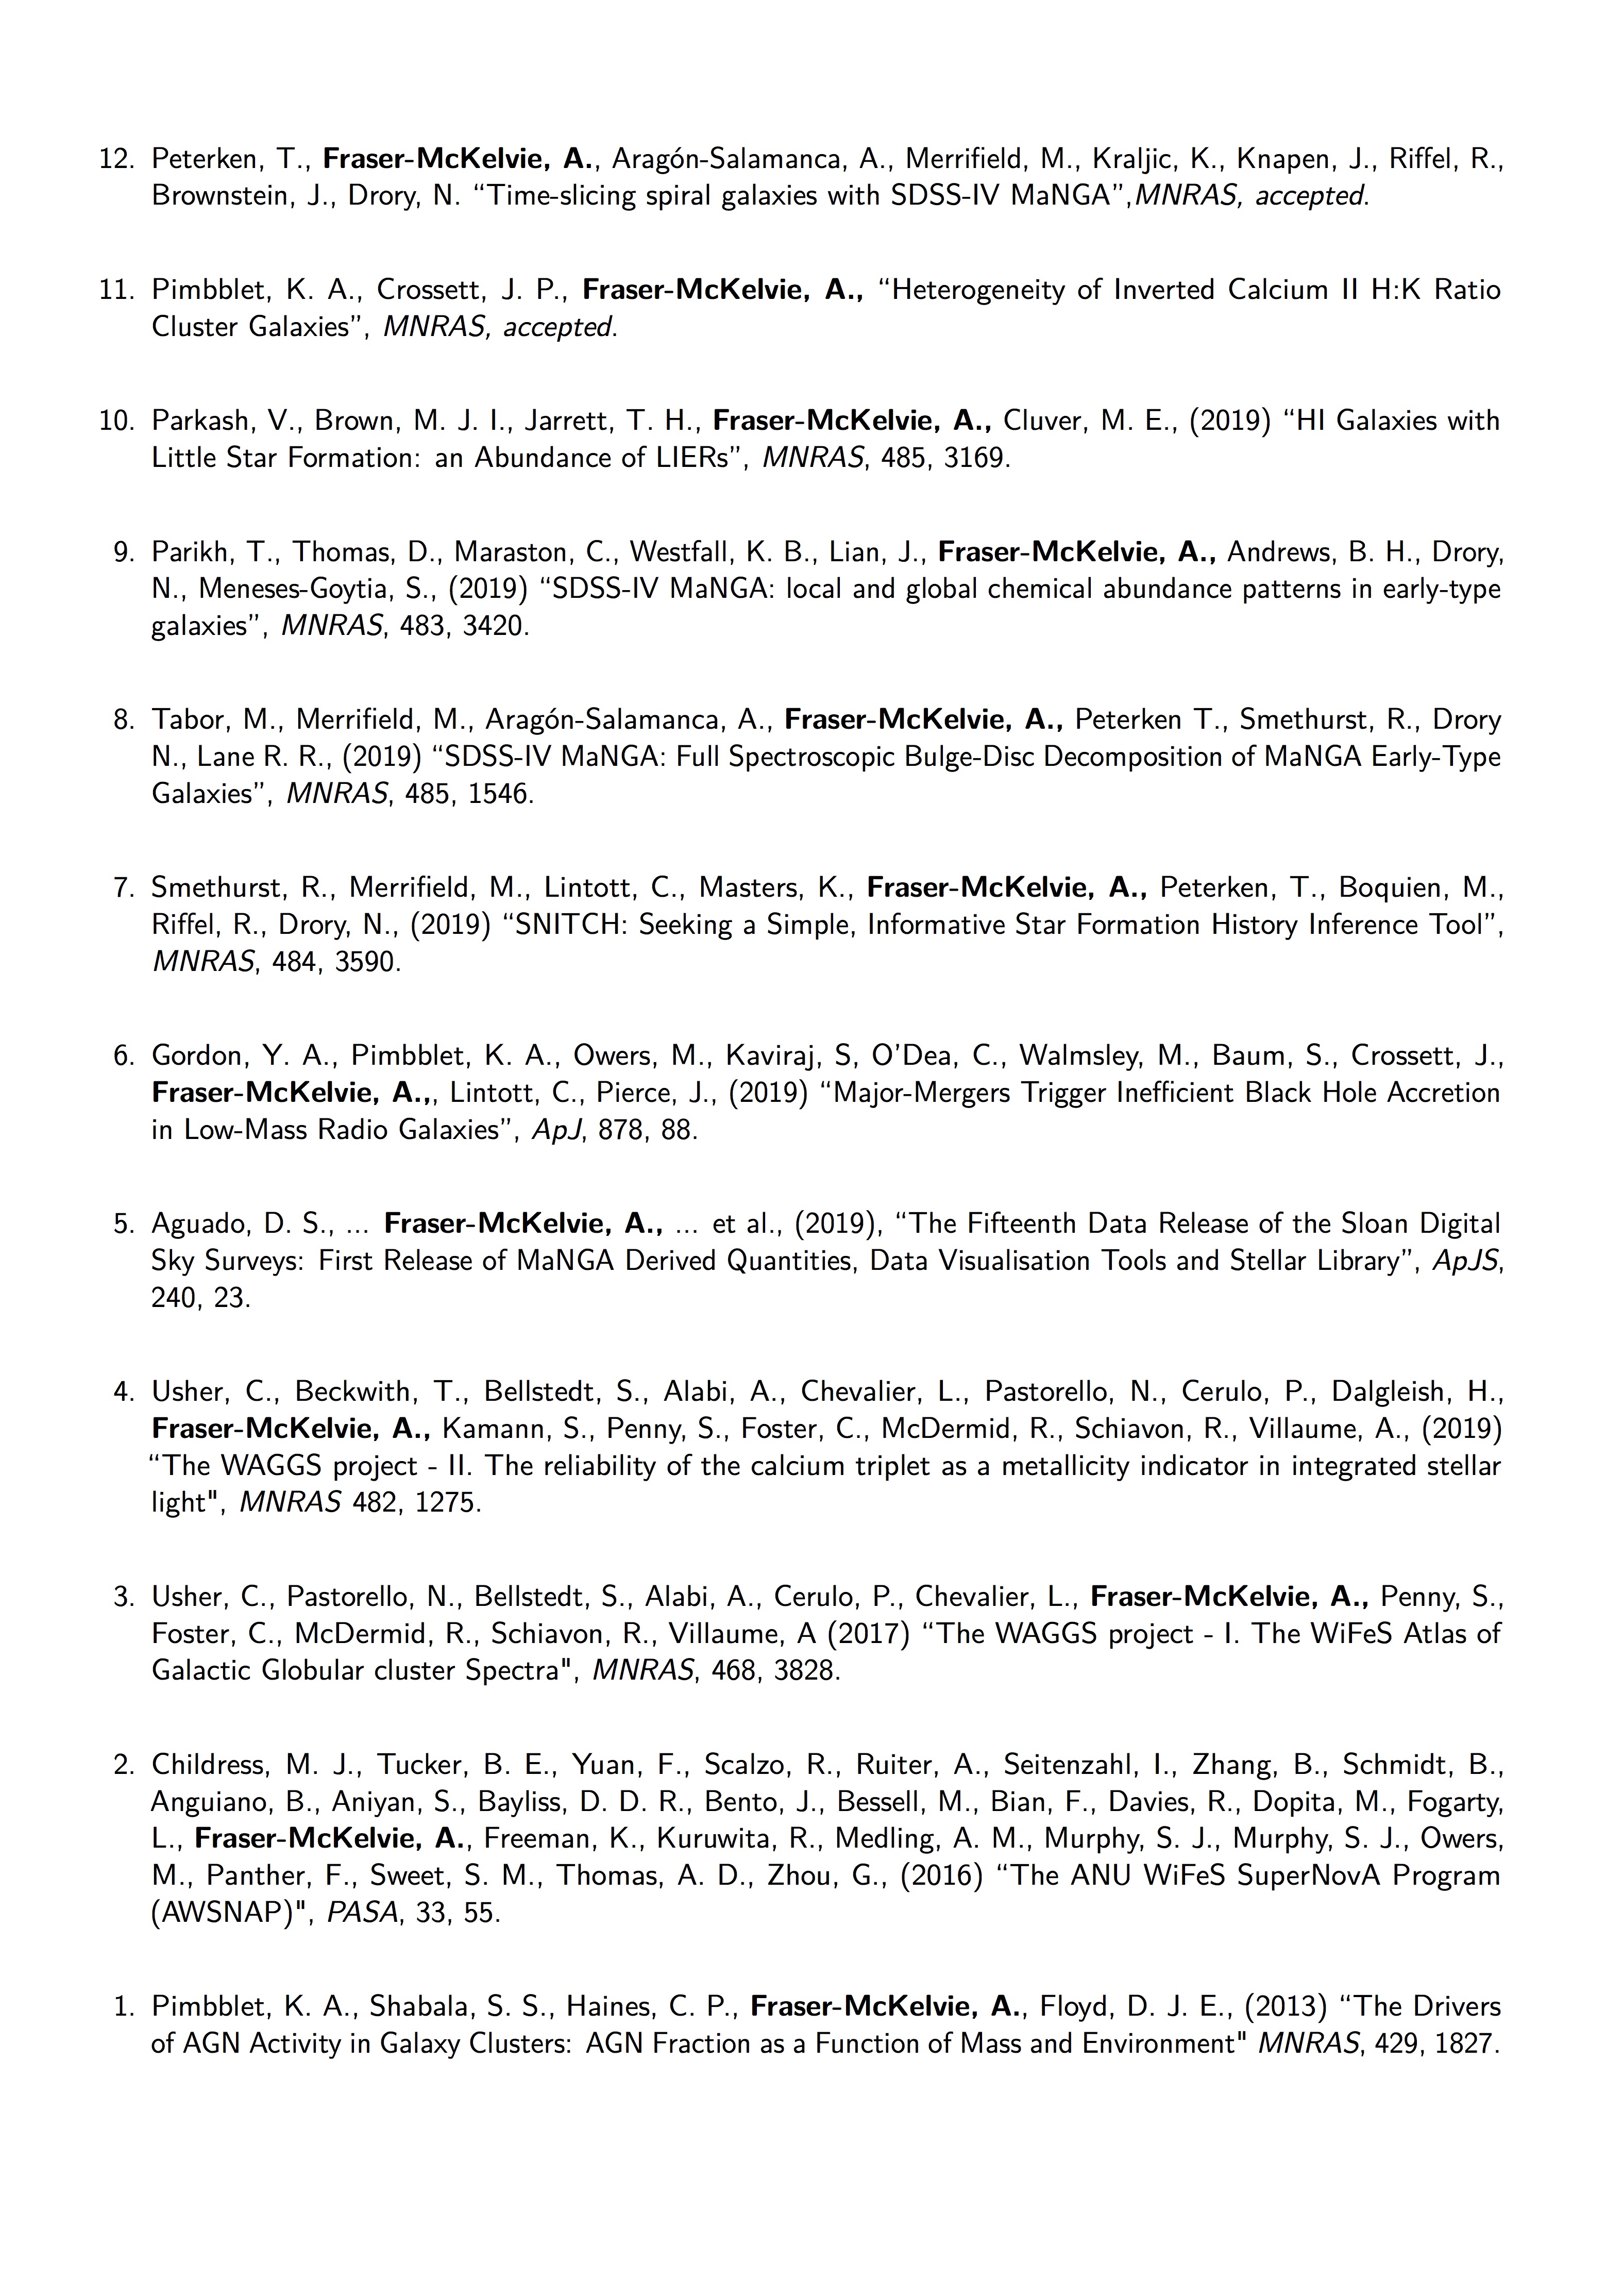 12. Peterken, T., Fraser-McKelvie, A., Aragón-Salamanca, A., Merrifield, M., Kraljic, K., Knapen, J., Riffel, R.,
Brownstein, J., Drory, N. “Time-slicing spiral galaxies with SDSS-IV MaNGA”,MNRAS, accepted.
11. Pimbblet, K. A., Crossett, J. P., Fraser-McKelvie, A., “Heterogeneity of Inverted Calcium II H:K Ratio
Cluster Galaxies”, MNRAS, accepted.
10. Parkash, V., Brown, M. J. I., Jarrett, T. H., Fraser-McKelvie, A., Cluver, M. E., (2019) “HI Galaxies with
Little Star Formation: an Abundance of LIERs”, MNRAS, 485, 3169.
9. Parikh, T., Thomas, D., Maraston, C., Westfall, K. B., Lian, J., Fraser-McKelvie, A., Andrews, B. H., Drory,
N., Meneses-Goytia, S., (2019) “SDSS-IV MaNGA: local and global chemical abundance patterns in early-type
galaxies”, MNRAS, 483, 3420.
8. Tabor, M., Merrifield, M., Aragón-Salamanca, A., Fraser-McKelvie, A., Peterken T., Smethurst, R., Drory
N., Lane R. R., (2019) “SDSS-IV MaNGA: Full Spectroscopic Bulge-Disc Decomposition of MaNGA Early-Type
Galaxies”, MNRAS, 485, 1546.
7. Smethurst, R., Merrifield, M., Lintott, C., Masters, K., Fraser-McKelvie, A., Peterken, T., Boquien, M.,
Riffel, R., Drory, N., (2019) “SNITCH: Seeking a Simple, Informative Star Formation History Inference Tool”,
MNRAS, 484, 3590.
6. Gordon, Y. A., Pimbblet, K. A., Owers, M., Kaviraj, S, O’Dea, C., Walmsley, M., Baum, S., Crossett, J.,
Fraser-McKelvie, A.,, Lintott, C., Pierce, J., (2019) “Major-Mergers Trigger Inefficient Black Hole Accretion
in Low-Mass Radio Galaxies”, ApJ, 878, 88.
5. Aguado, D. S., ... Fraser-McKelvie, A., ... et al., (2019), “The Fifteenth Data Release of the Sloan Digital
Sky Surveys: First Release of MaNGA Derived Quantities, Data Visualisation Tools and Stellar Library”, ApJS,
240, 23.
4. Usher, C., Beckwith, T., Bellstedt, S., Alabi, A., Chevalier, L., Pastorello, N., Cerulo, P., Dalgleish, H.,
Fraser-McKelvie, A., Kamann, S., Penny, S., Foster, C., McDermid, R., Schiavon, R., Villaume, A., (2019)
“The WAGGS project - II. The reliability of the calcium triplet as a metallicity indicator in integrated stellar
light", MNRAS 482, 1275.
3. Usher, C., Pastorello, N., Bellstedt, S., Alabi, A., Cerulo, P., Chevalier, L., Fraser-McKelvie, A., Penny, S.,
Foster, C., McDermid, R., Schiavon, R., Villaume, A (2017) “The WAGGS project - I. The WiFeS Atlas of
Galactic Globular cluster Spectra", MNRAS, 468, 3828.
2. Childress, M. J., Tucker, B. E., Yuan, F., Scalzo, R., Ruiter, A., Seitenzahl, I., Zhang, B., Schmidt, B.,
Anguiano, B., Aniyan, S., Bayliss, D. D. R., Bento, J., Bessell, M., Bian, F., Davies, R., Dopita, M., Fogarty,
L., Fraser-McKelvie, A., Freeman, K., Kuruwita, R., Medling, A. M., Murphy, S. J., Murphy, S. J., Owers,
M., Panther, F., Sweet, S. M., Thomas, A. D., Zhou, G., (2016) “The ANU WiFeS SuperNovA Program
(AWSNAP)", PASA, 33, 55.
1. Pimbblet, K. A., Shabala, S. S., Haines, C. P., Fraser-McKelvie, A., Floyd, D. J. E., (2013) “The Drivers
of AGN Activity in Galaxy Clusters: AGN Fraction as a Function of Mass and Environment" MNRAS, 429, 1827.